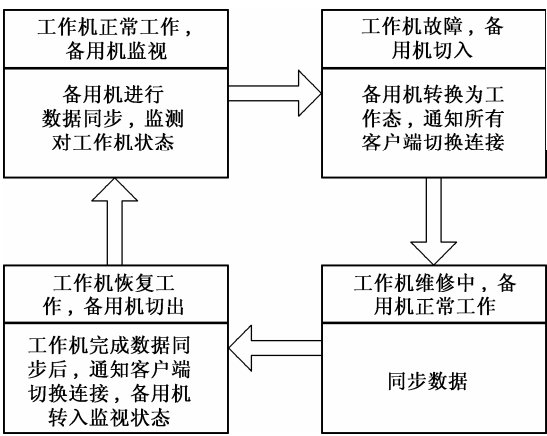 工作机正常工作，
备用机监视
备用机进行
数据同步，监测
对工作机状态
工作机故障，备
用机切入
备用机转换为工
作态，通知所有
客户端切换连接
工作机恢复工
作，备用机切出
工作机完成数据同
步后，通知客户端
切换连接，备用机
转入监视状态
工作机维修中，备
用机正常工作
同步数据